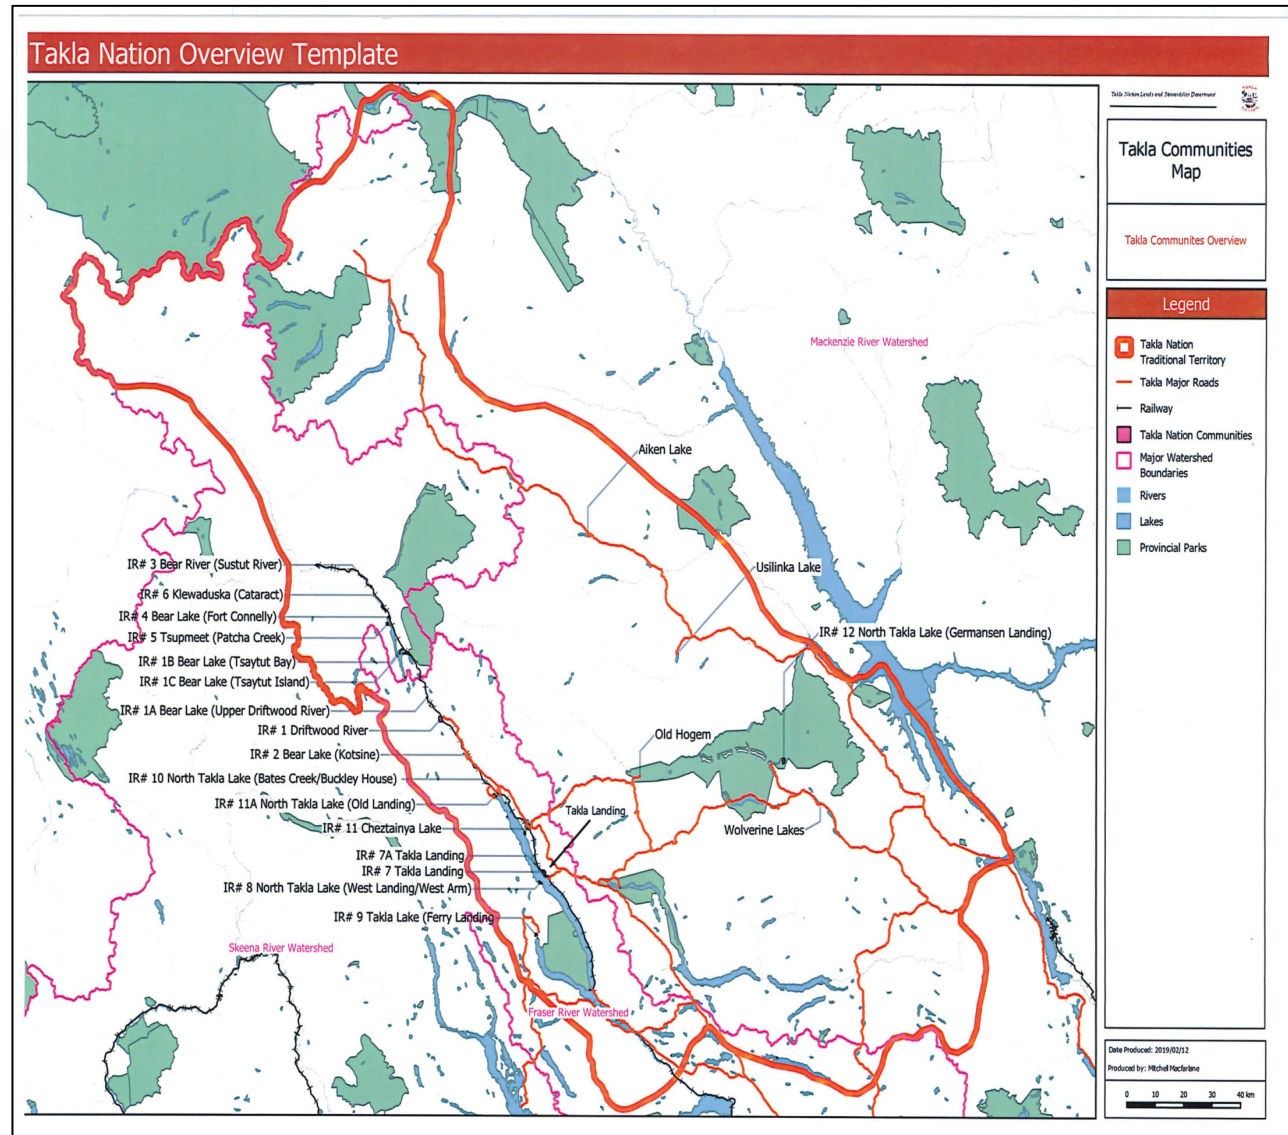 Takla Nation Overview Template
Takla Nation Lands and Stewardship Department
Takla Communities
Map
Takla Communites Overview
Legend
Takla Nation
Traditional Territory
Takla Major Roads
Railway
Takla Nation Communities
Major Watershed
Boundaries
Rivers
Lakes
Provincial Parks
Mackenzie River Watershed
Aiken Lake
Usilinka Lake
IR# 3 Bear River (Sustut River)
IR# 6 Klewaduska (Cataract)
IR# 4 Bear Lake (Fort Connelly)
IR# 5 Tsupmeet (Patcha Creek)
IR# 12 North Takla Lake (Germansen Landing)
IR# 1B Bear Lake (Tsaytut Bay)
IR# 1C Bear Lake (Tsaytut Island)
IR# 1A Bear Lake (Upper Driftwood River)
IR# 1 Driftwood River
Old Hogem
IR# 2 Bear Lake (Kotsine)
IR# 10 North Takla Lake (Bates Creek/Buckley House)
IR# 11A North Takla Lake (Old Landing)
Takla Landing
IR# 11 Cheztainya Lake
Wolverine Lakes
IR# 7A Takla Landing
IR# 7 Takla Landing
IR# 8 North Takla Lake (West Landing/West Arm)
IR# 9 Takla Lake (Ferry Landing
Skeena River Watershed
Fraser River Watershed
Date Produced: 2019/02/12
Produced by: Mitchel Macfarlane
0 10 20 30 40 km